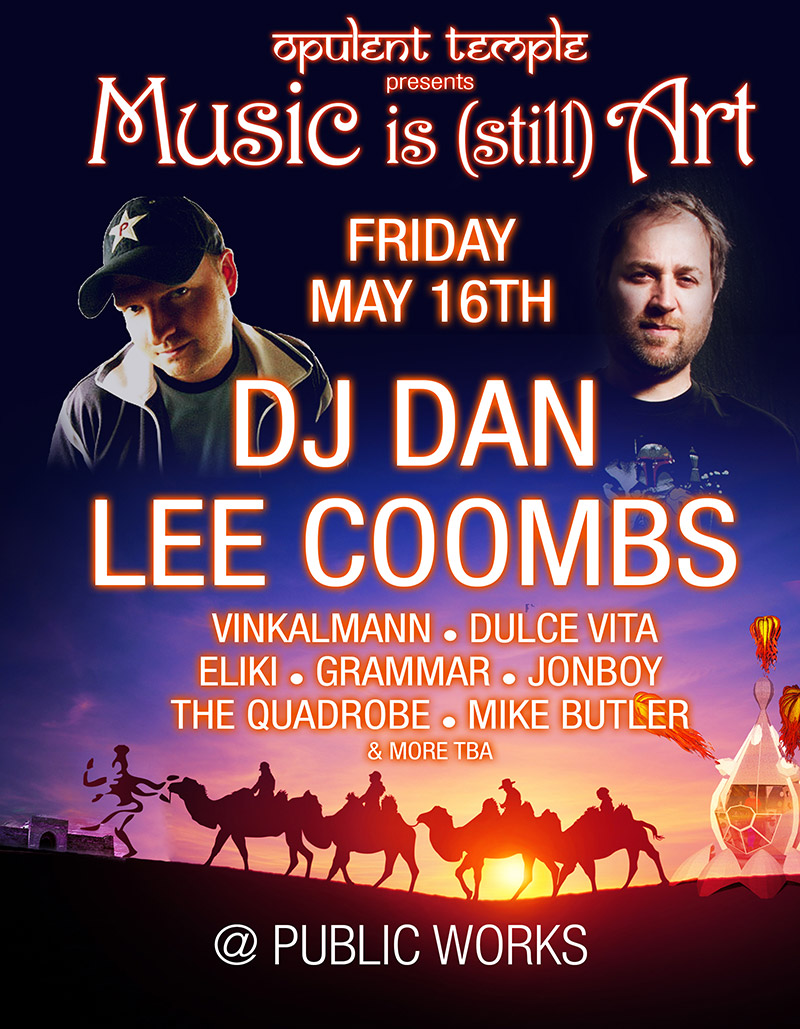 OPULENT TEMPLE
presents
Music is (still) Art
FRIDAY
MAY 16TH
DJ DAN
LEE COOMBS
VINKALMANN • DULCE VITA
ELIKI • GRAMMAR • JONBOY
THE QUADROBE • MIKE BUTLER
& MORE TBA
@ PUBLIC WORKS